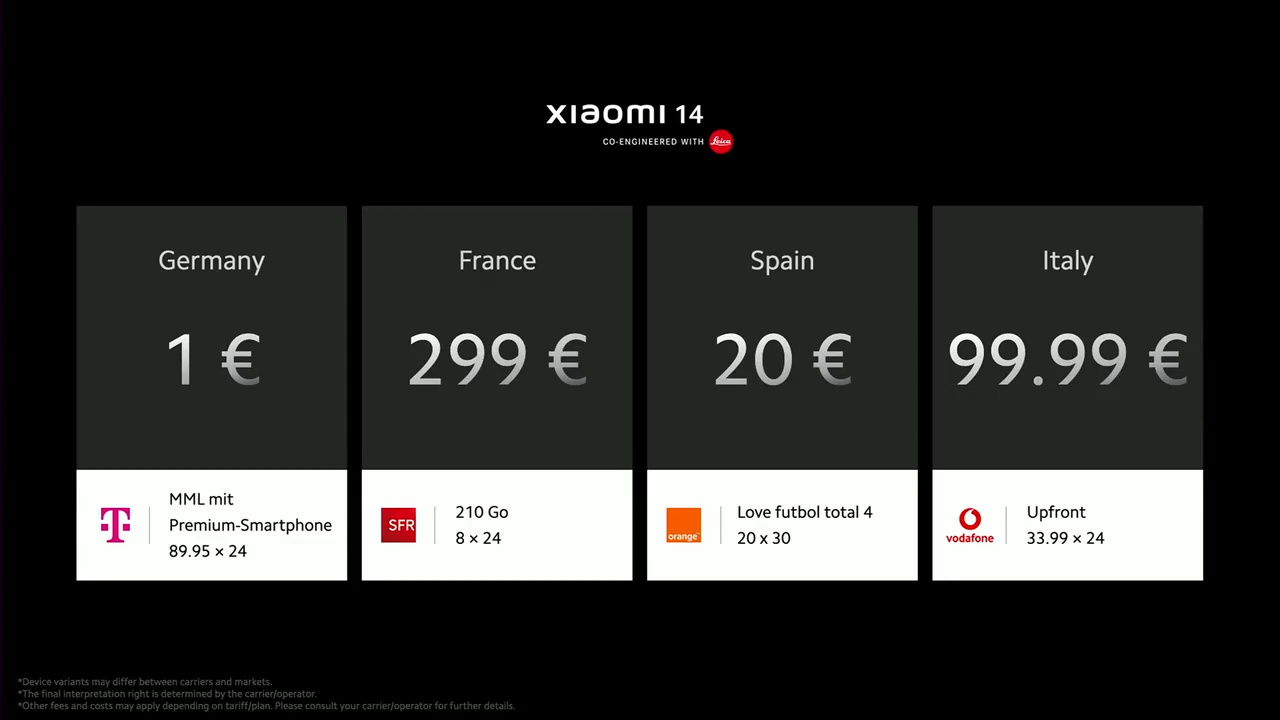 xiaomi 14
CO-ENGINEERED WITH Leica
Germany
1 €
MML mit
Premium-Smartphone
89.95 × 24
France
299 €
SFR
210 Go
8 × 24
Spain
20 €
orange
Love futbol total 4
20 x 30
Italy
99.99 €
vodafone
Upfront
33.99 × 24
*Device variants may differ between carriers and markets.
*The final interpretation right is determined by the carrier/operator.
*Other fees and costs may apply depending on tariff/plan. Please consult your carrier/operator for further details.